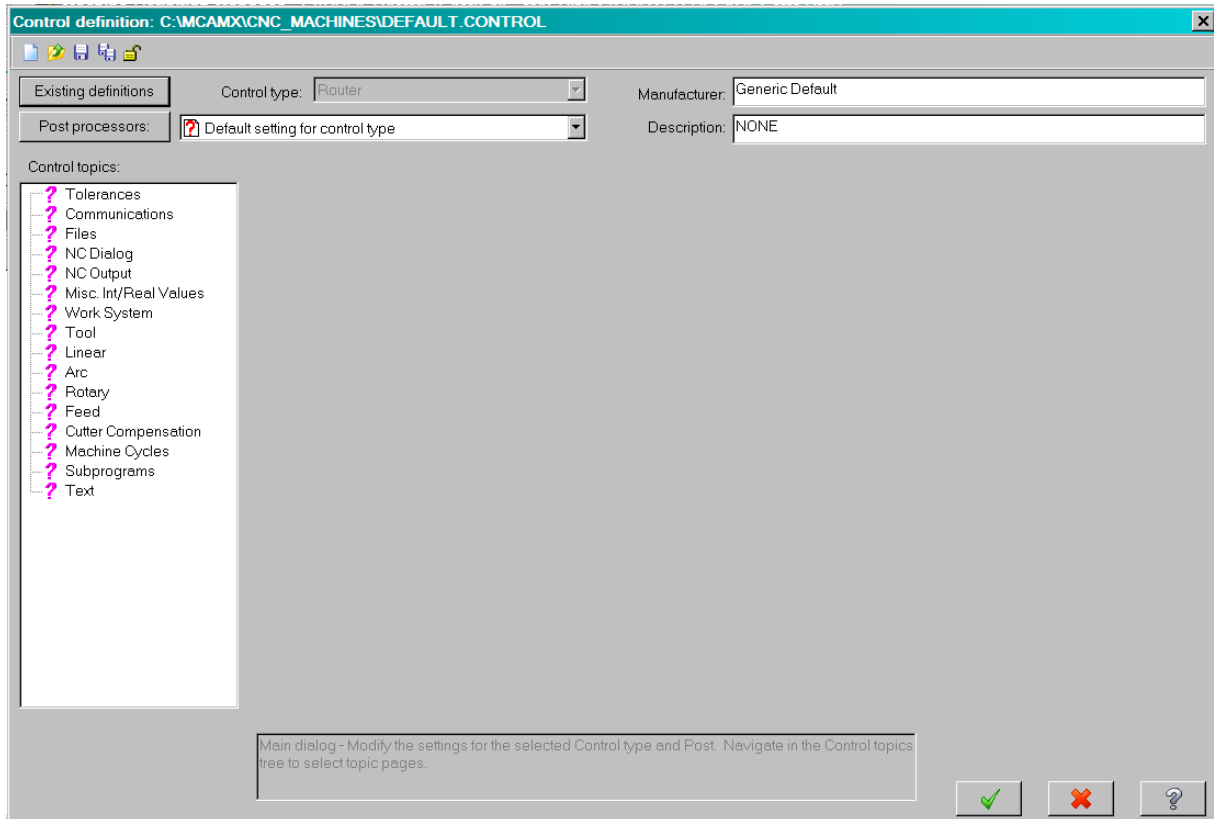 Control definition: C:\MCAMX\CNC_MACHINES\DEFAULT.CONTROL
Existing definitions
Control type: Router
Manufacturer: Generic Default
Post processors:
Default setting for control type
Description: NONE
Control topics:
Tolerances
Communications
Files
NC Dialog
NC Output
Misc. Int/Real Values
Work System
Tool
Linear
Arc
Rotary
Feed
Cutter Compensation
Machine Cycles
Subprograms
Text
Main dialog - Modify the settings for the selected Control type and Post. Navigate in the Control topics
tree to select topic pages.